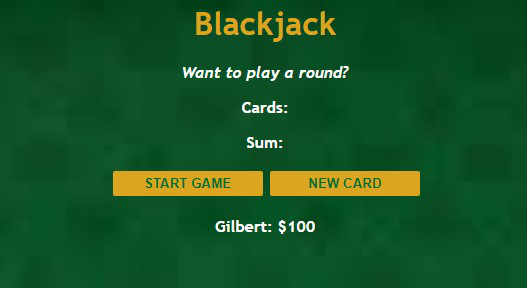 Blackjack
Want to play a round?
Cards:
Sum:
START GAME NEW CARD
Gilbert: $100